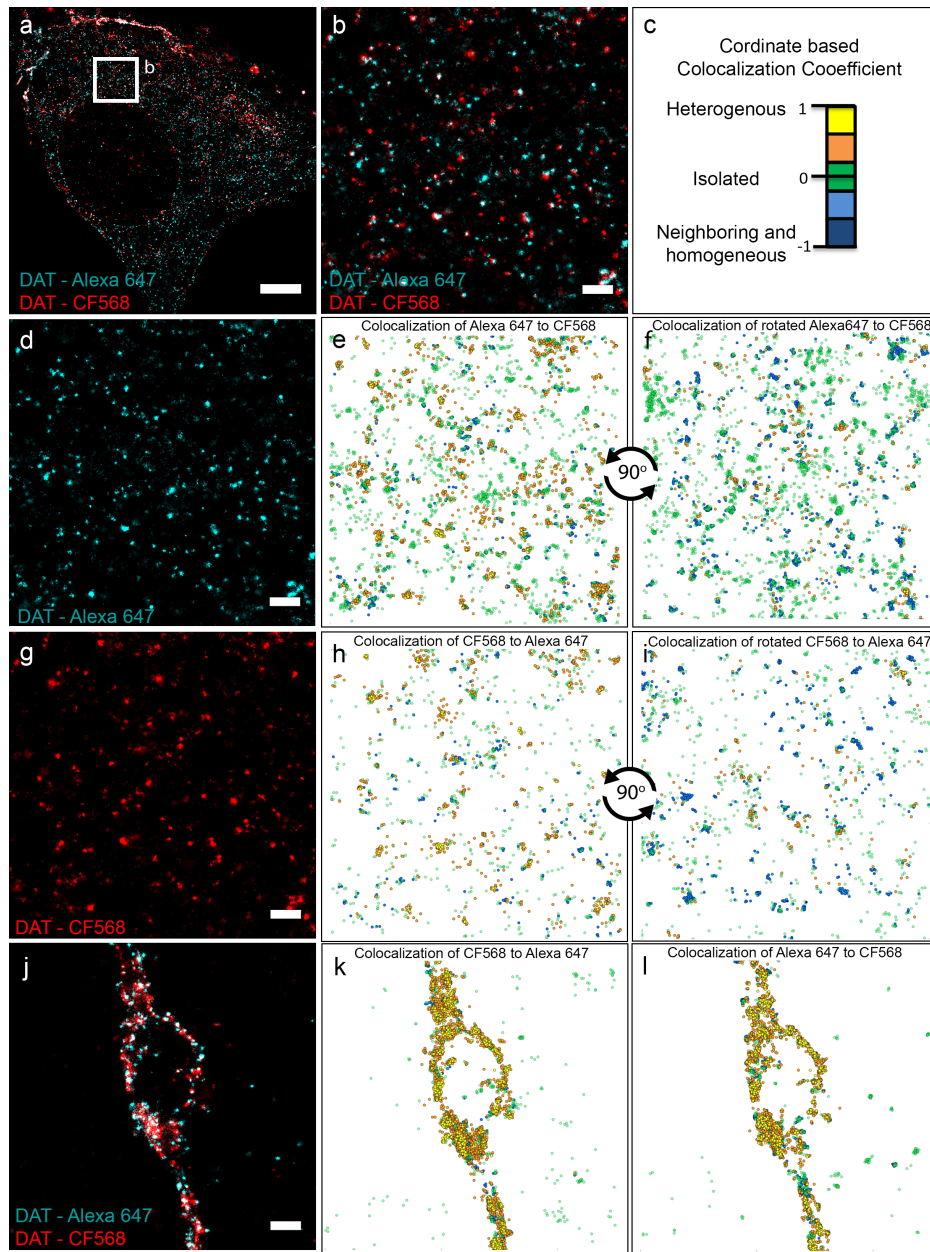 a
b
DAT - Alexa 647
DAT - CF568
b
DAT - Alexa 647
DAT - CF568
c
Cordinate based
Colocalization Cooefficient
Heterogenous
1
Isolated
0
Neighboring and
homogeneous
-1
d
DAT - Alexa 647
e
Colocalization of Alexa 647 to CF568
f
Colocalization of rotated Alexa647 to CF568
90o
g
DAT - CF568
h
Colocalization of CF568 to Alexa 647
i
Colocalization of rotated CF568 to Alexa 647
90o
j
DAT - Alexa 647
DAT - CF568
k
Colocalization of CF568 to Alexa 647
l
Colocalization of Alexa 647 to CF568